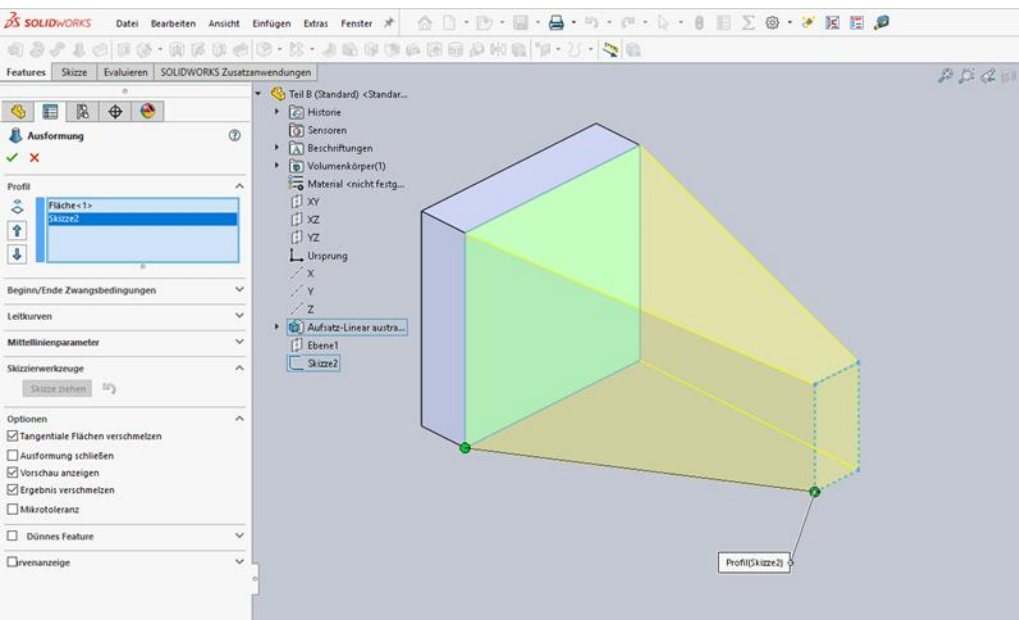 SOLIDWORKS Datei Bearbeiten Ansicht Einfügen Extras Fenster
Features Skizze Evaluieren SOLIDWORKS Zusatzanwendungen
Ausformung
Profil
Fläche<1>
Skizze2
Beginn/Ende Zwangsbedingungen
Leitkurven
Mittellinienparameter
Skizzierwerkzeuge
Skizze ziehen
Optionen
Tangentiale Flächen verschmelzen
Ausformung schließen
Vorschau anzeigen
Ergebnis verschmelzen
Mikrotoleranz
Dünnes Feature
rvenanzeige
Teil B (Standard) <Standar...
Historie
Sensoren
Beschriftungen
Volumenkörper(1)
Material <nicht festg...
XY
XZ
YZ
Ursprung
X
Y
Z
Aufsatz-Linear austra...
Ebene1
Skizze2
Profil(Skizze2)